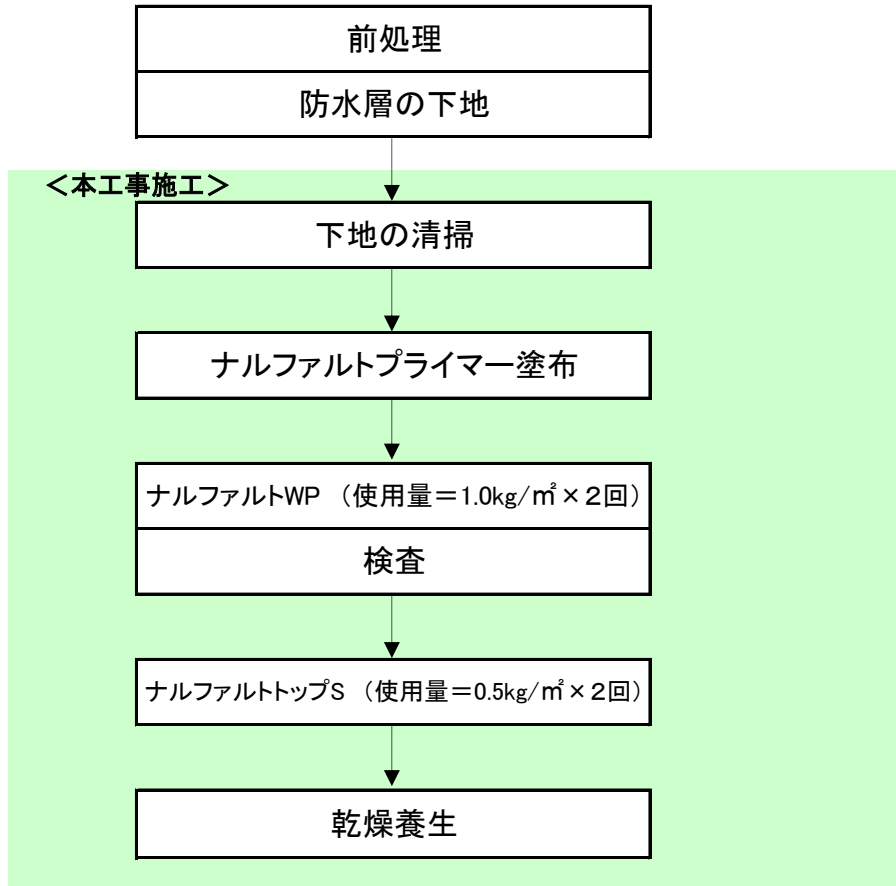 前処理
防水層の下地
＜本工事施工＞
下地の清掃
ナルファルトプライマー塗布
ナルファルトWP （使用量＝1.0kg/㎡×２回）
検査
ナルファルトトップS （使用量＝0.5kg/㎡×２回）
乾燥養生